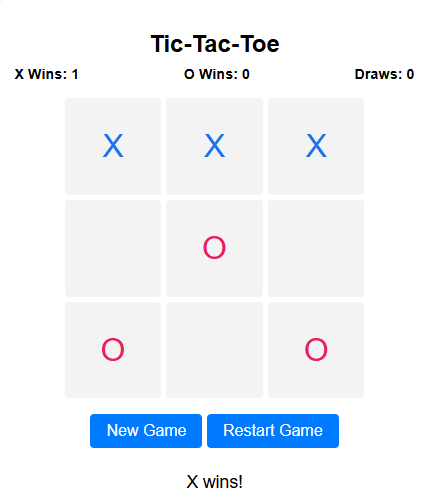 Tic-Tac-Toe
X Wins: 1 O Wins: 0 Draws: 0
X X X
O
O O
New Game Restart Game
X wins!